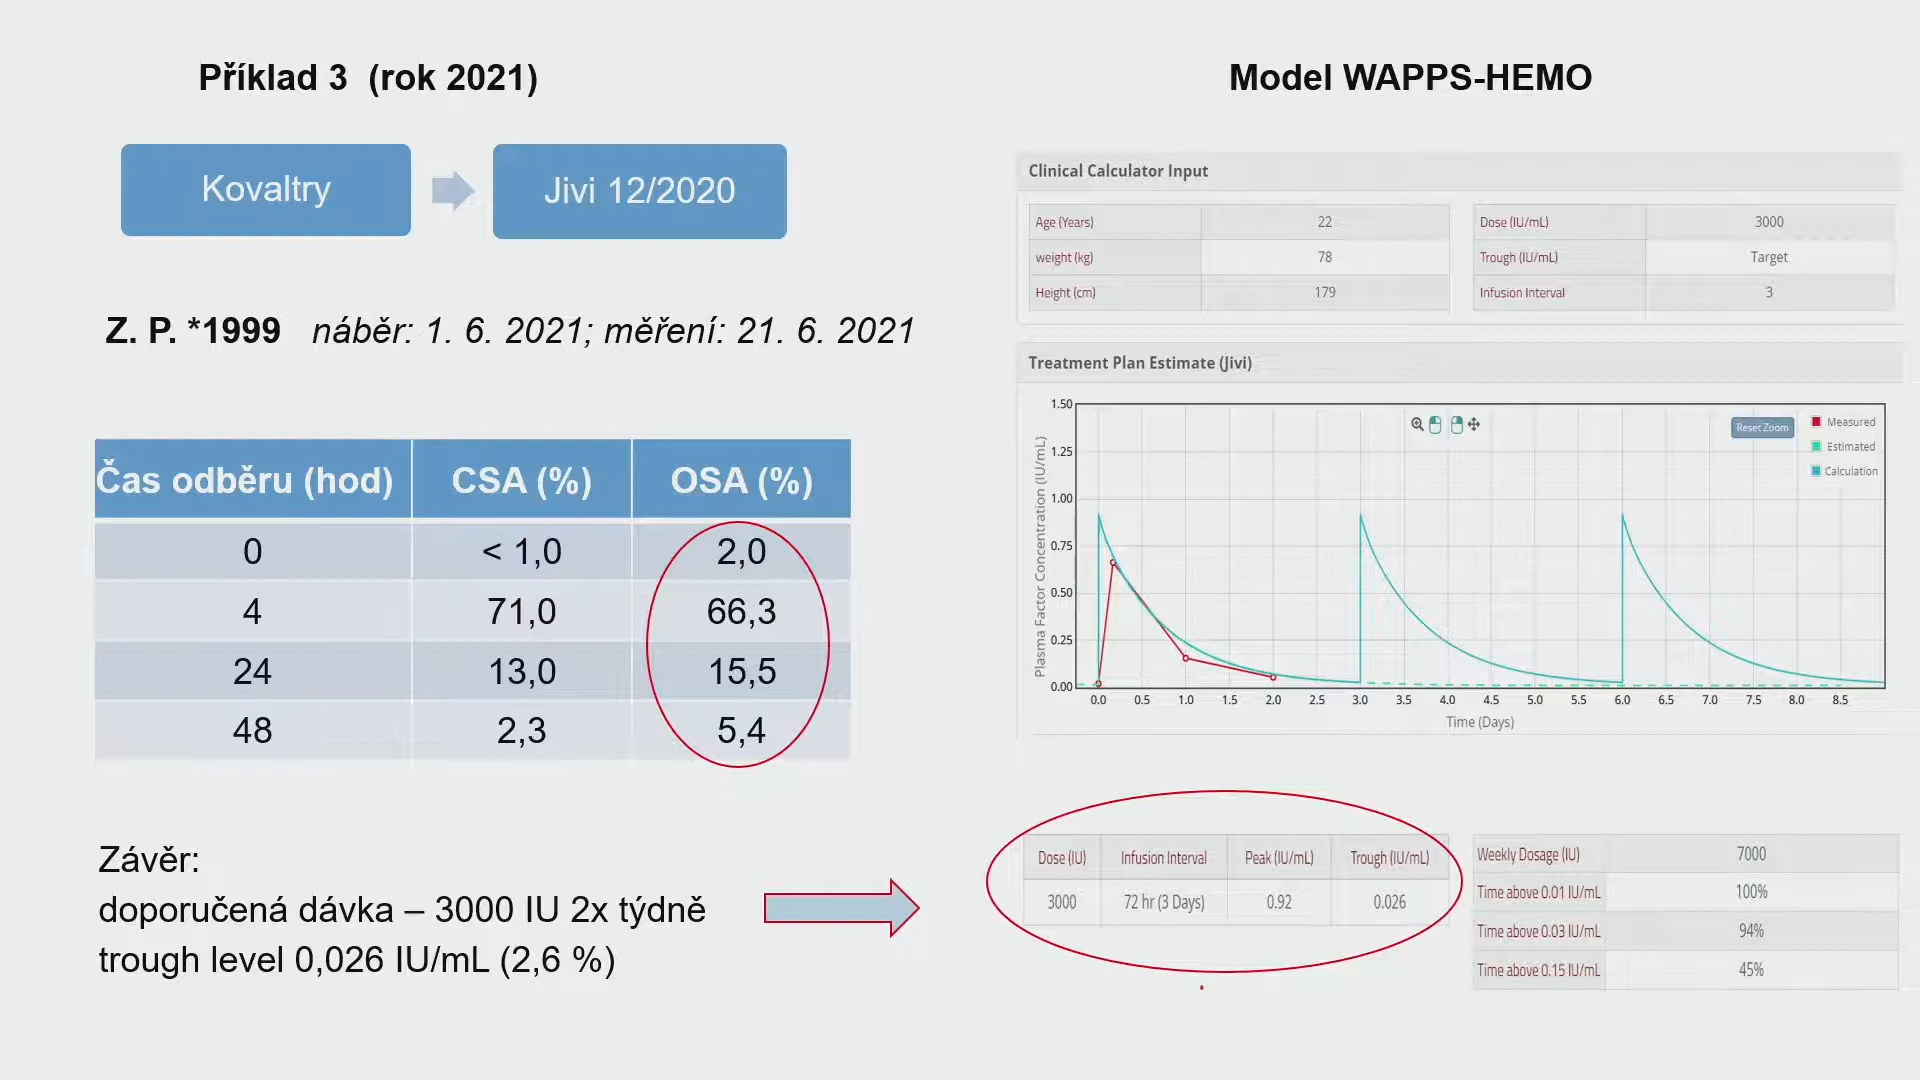 Příklad 3 (rok 2021)
Model WAPPS-HEMO
Kovaltry
Jivi 12/2020
Z. P. *1999 náběr: 1. 6. 2021; měření: 21. 6. 2021
Čas odběru (hod) CSA (%) OSA (%)
0 < 1,0 2,0
4 71,0 66,3
24 13,0 15,5
48 2,3 5,4
Závěr:
doporučená dávka – 3000 IU 2x týdně
trough level 0,026 IU/mL (2,6 %)
Clinical Calculator Input
Age (Years) 22
weight (kg) 78
Height (cm) 179
Dose (IU/mL) 3000
Trough (IU/mL) Target
Infusion Interval 3
Treatment Plan Estimate (Jivi)
Plasma Factor Concentration (IU/mL)
1.50
1.25
1.00
0.75
0.50
0.25
0.00
Reset Zoom
Measured
Estimated
Calculation
0.0 0.5 1.0 1.5 2.0 2.5 3.0 3.5 4.0 4.5 5.0 5.5 6.0 6.5 7.0 7.5 8.0 8.5
Time (Days)
Dose (IU) Infusion Interval Peak (IU/mL) Trough (IU/mL)
3000 72 hr (3 Days) 0.92 0.026
Weekly Dosage (IU) 7000
Time above 0.01 IU/mL 100%
Time above 0.03 IU/mL 94%
Time above 0.15 IU/mL 45%